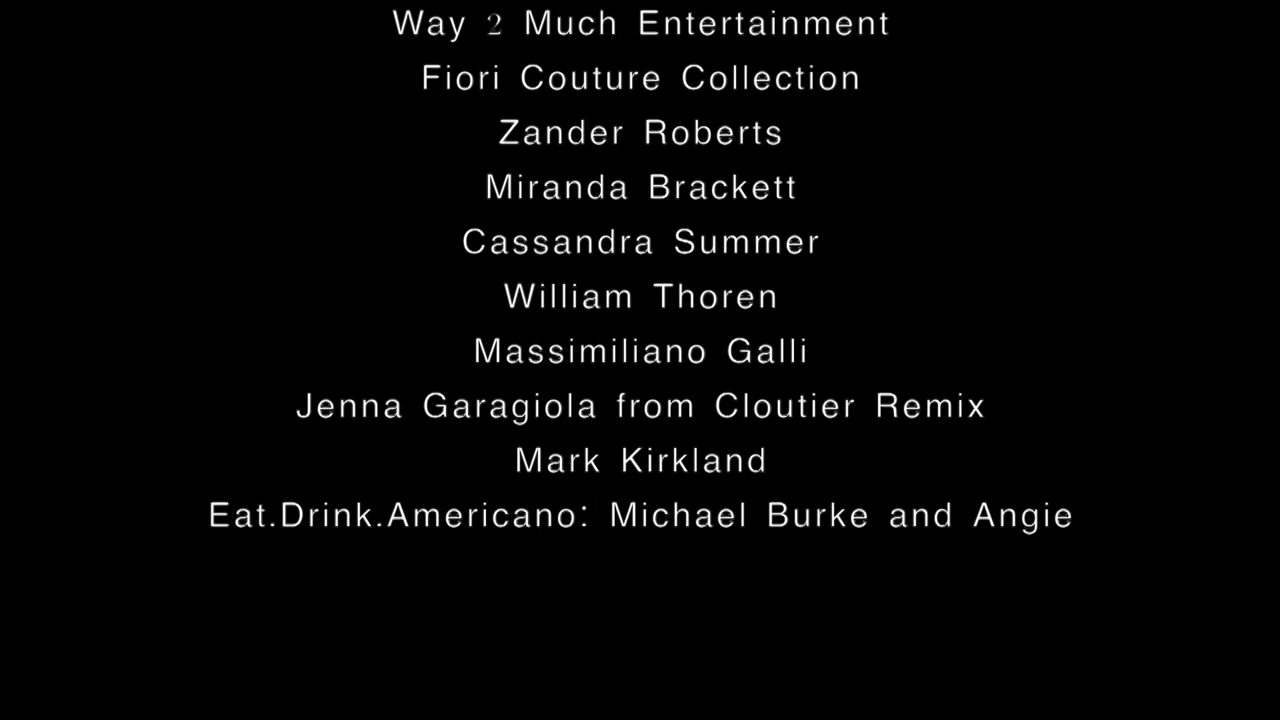 Way 2 Much Entertainment
Fiori Couture Collection
Zander Roberts
Miranda Brackett
Cassandra Summer
William Thoren
Massimiliano Galli
Jenna Garagiola from Cloutier Remix
Mark Kirkland
Eat.Drink.Americano: Michael Burke and Angie